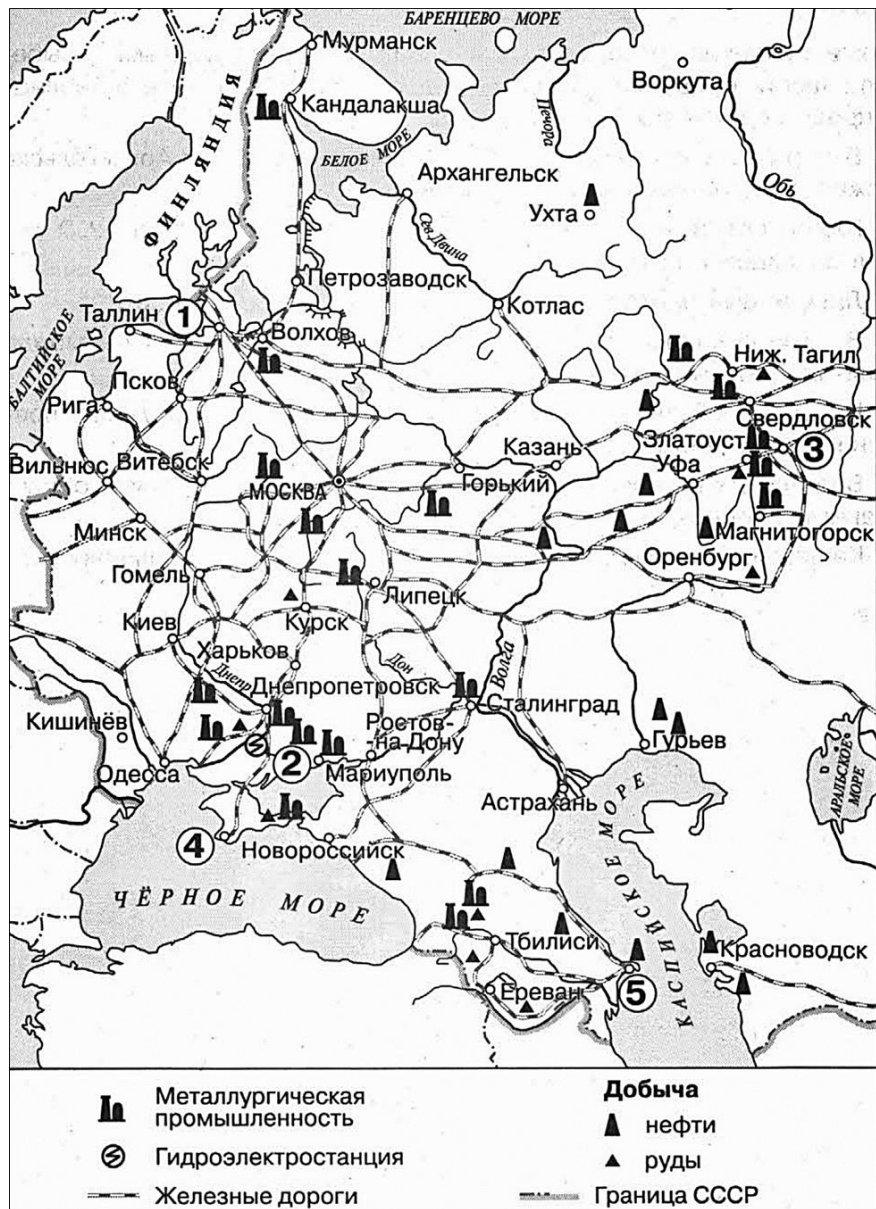 БАРЕНЦЕВО МОРЕ
Мурманск
Воркута
Кандалакша
Печора
ФИНЛЯНДИЯ
БЕЛОЕ МОРЕ
Архангельск
Обь
Ухта
Сев. Двина
Петрозаводск
Котлас
Таллин
1
Волхов
БАЛТИЙСКОЕ
МОРЕ
Ниж. Тагил
Псков
Рига
Свердловск
Казань
Златоуст
3
Вильнюс
Витебск
МОСКВА
Горький
Уфа
Минск
Магнитогорск
Оренбург
Гомель
Липецк
Киев
Курск
Харьков
Дон
Волга
Днепр
Днепропетровск
Сталинград
Кишинёв
Ростов-
-на-Дону
Гурьев
2
Одесса
Мариуполь
Астрахань
АРАЛЬСКОЕ
МОРЕ
4
Новороссийск
ЧЁРНОЕ МОРЕ
КАСПИЙСКОЕ МОРЕ
Тбилиси
Красноводск
Ереван
5
Металлургическая
промышленность
Гидроэлектростанция
Железные дороги
Добыча
нефти
руды
Граница СССР